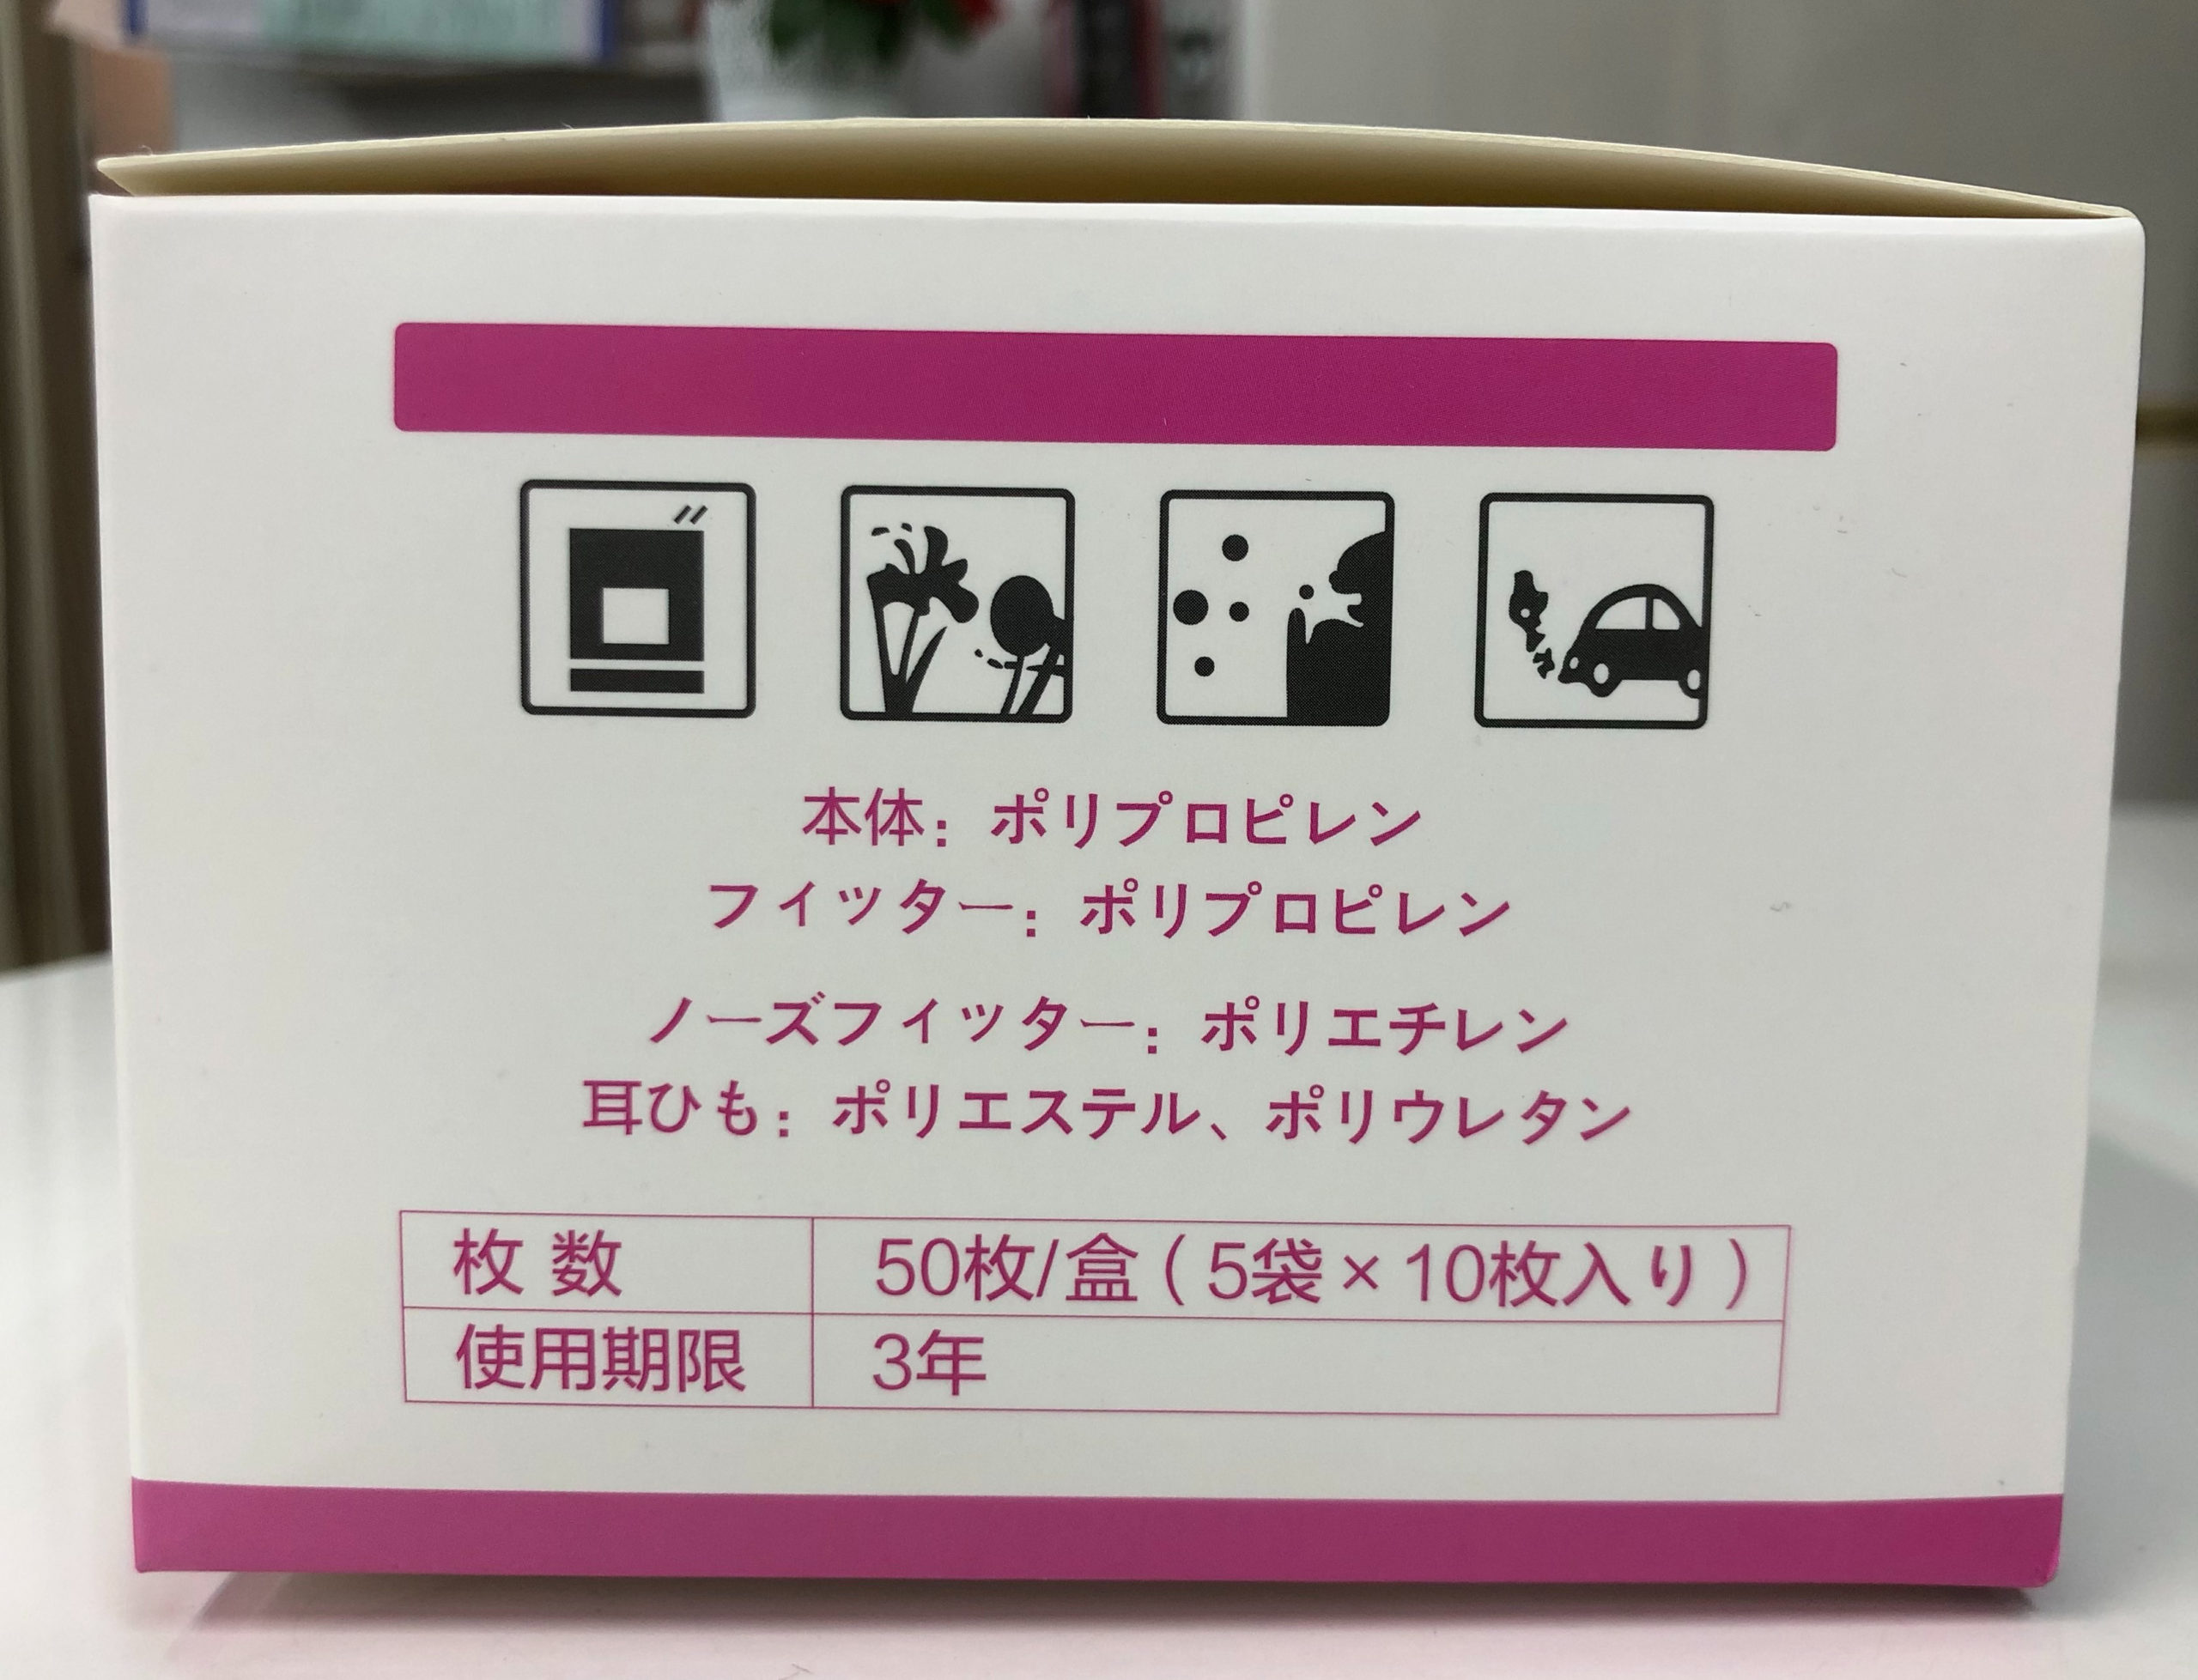 本体：ポリプロピレン
フィッター：ポリプロピレン
ノーズフィッター：ポリエチレン
耳ひも：ポリエステル、ポリウレタン
枚 数 50枚/盒（5袋×10枚入り）
使用期限 3年